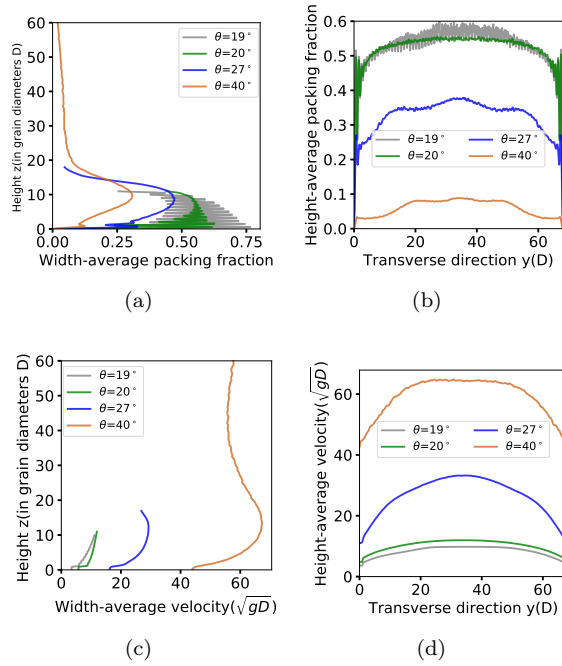 60
50
40
30
20
10
0
0.00 0.25 0.50 0.75
Height z(in grain diameters D)
Width-average packing fraction
θ=19°
θ=20°
θ=27°
θ=40°
(a)
0.6
0.5
0.4
0.3
0.2
0.1
0.0
0 20 40 60
Height-average packing fraction
Transverse direction y(D)
θ=19° θ=27°
θ=20° θ=40°
(b)
60
50
40
30
20
10
0
0 20 40 60
Height z(in grain diameters D)
Width-average velocity(√gD)
θ=19°
θ=20°
θ=27°
θ=40°
(c)
60
40
20
0
0 20 40 60
Height-average velocity(√gD)
Transverse direction y(D)
θ=19° θ=27°
θ=20° θ=40°
(d)